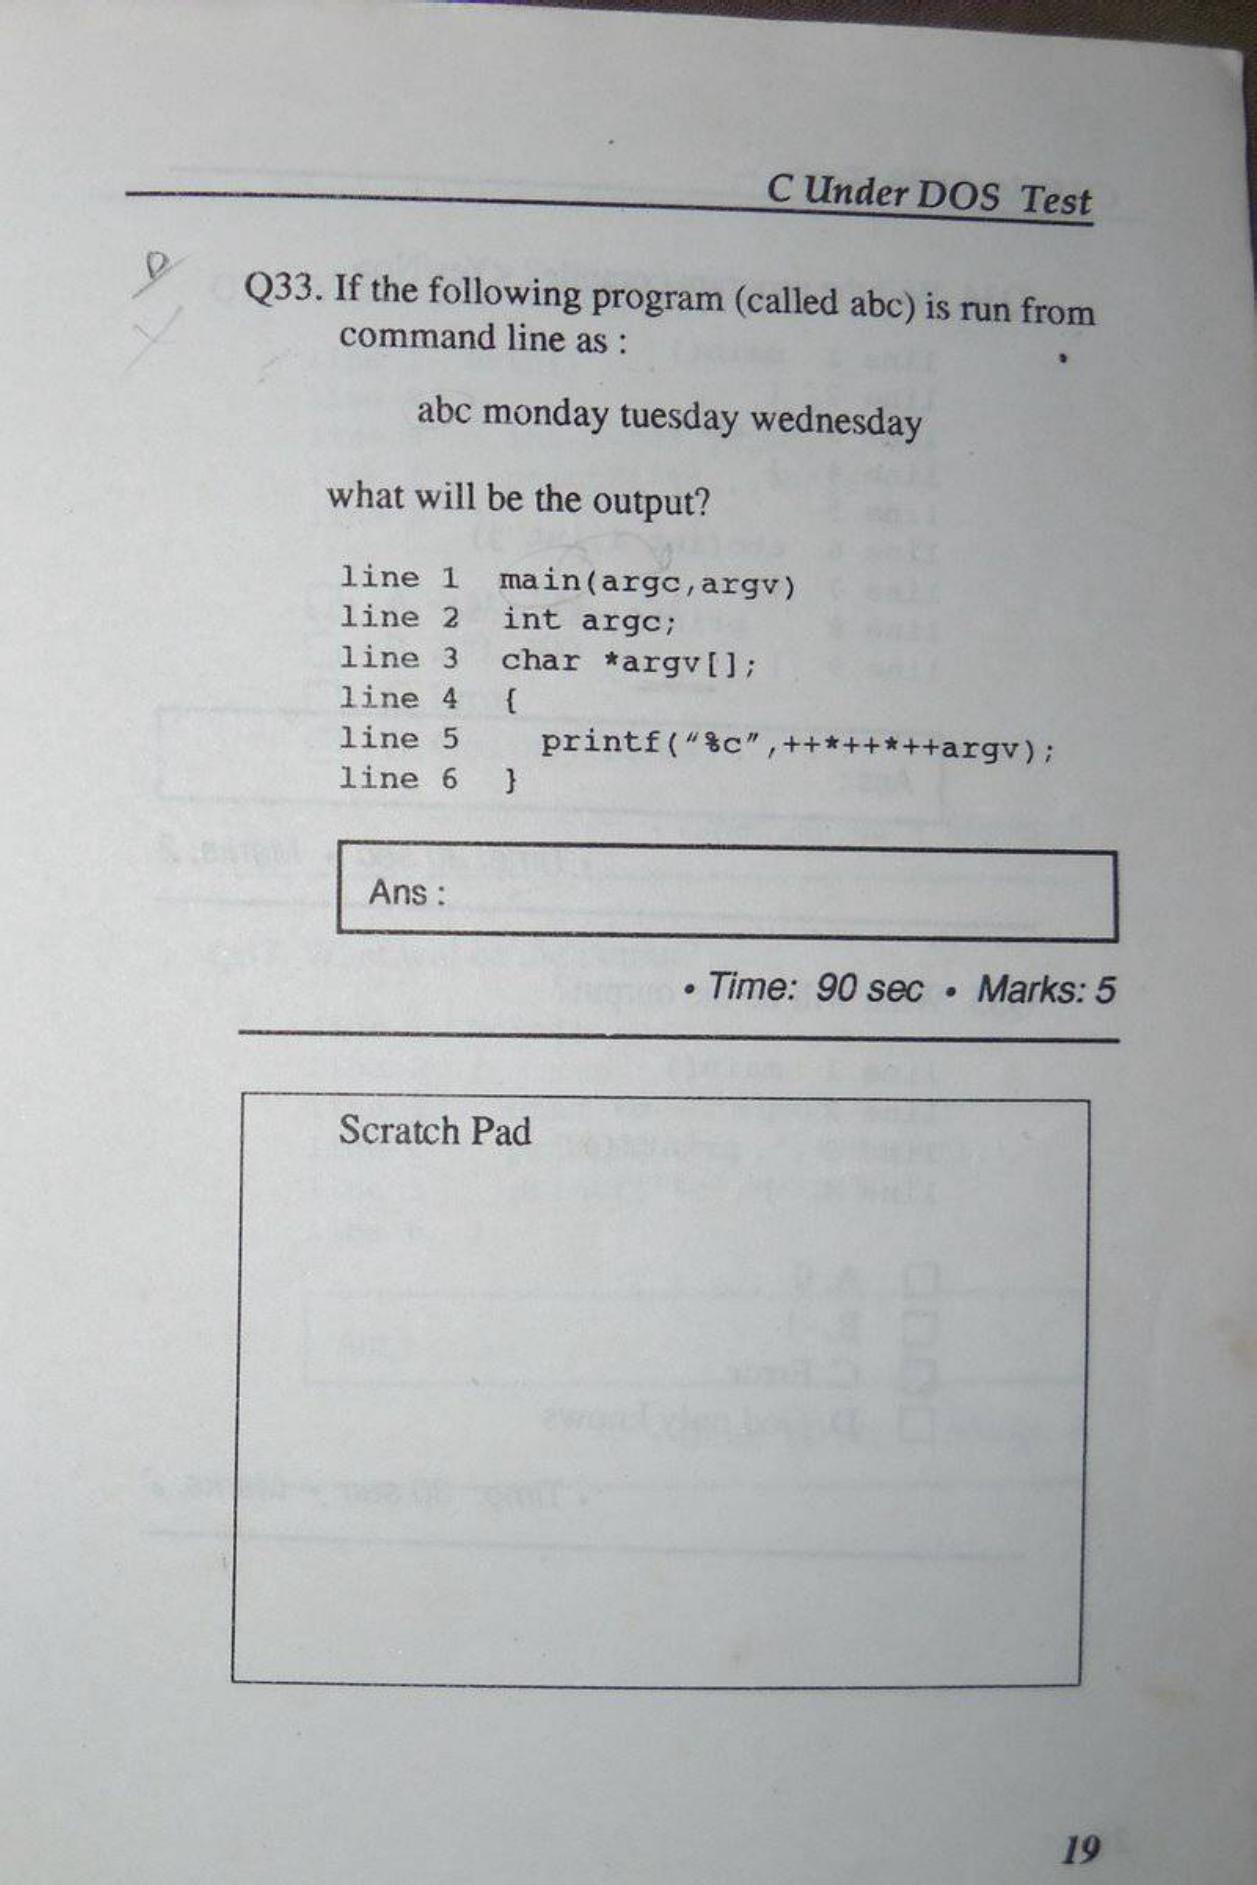 C Under DOS Test
Q33. If the following program (called abc) is run from
command line as :
abc monday tuesday wednesday
what will be the output?
line 1 main(argc,argv)
line 2 int argc;
line 3 char *argv[];
line 4 {
line 5 printf("%c",++*++*++argv);
line 6 }
Ans :
• Time: 90 sec • Marks: 5
Scratch Pad
19